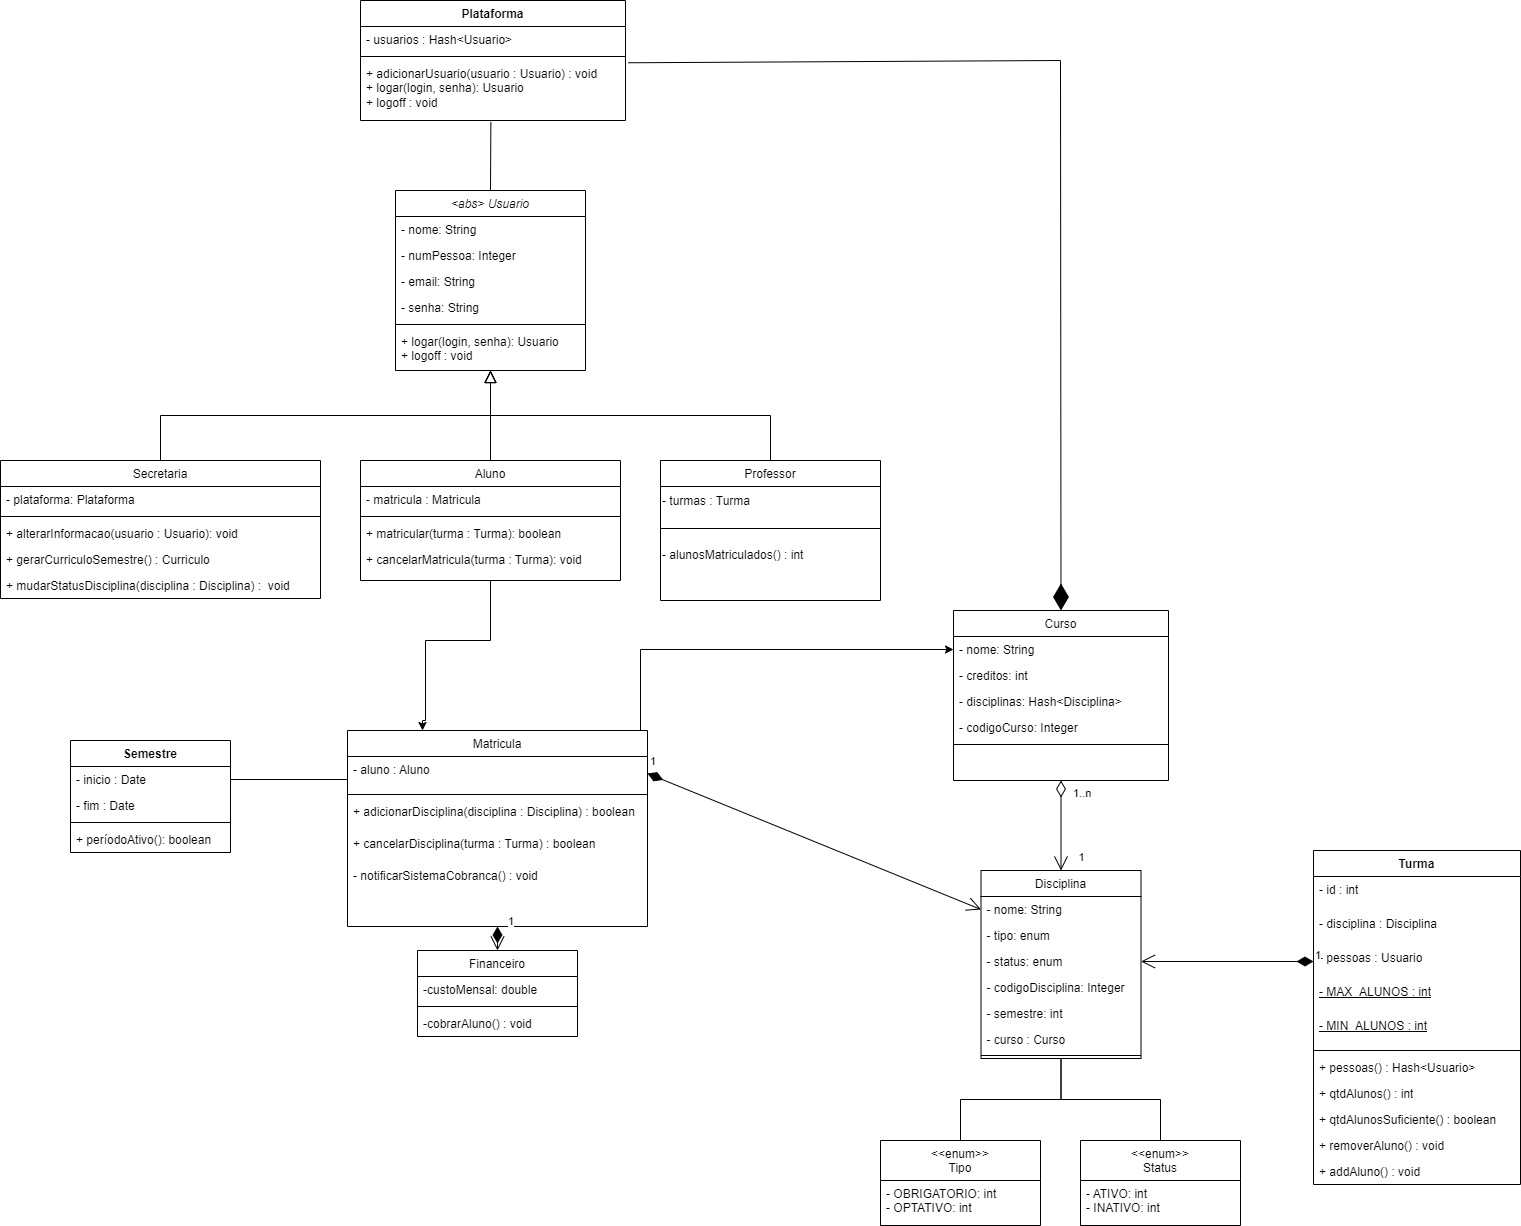 Plataforma
- usuarios : Hash<Usuario>
+ adicionarUsuario(usuario : Usuario) : void
+ logar(login, senha): Usuario
+ logoff : void
<abs> Usuario
- nome: String
- numPessoa: Integer
- email: String
- senha: String
+ logar(login, senha): Usuario
+ logoff : void
Secretaria
- plataforma: Plataforma
+ alterarInformacao(usuario : Usuario): void
+ gerarCurriculoSemestre() : Curriculo
+ mudarStatusDisciplina(disciplina : Disciplina) :  void
Aluno
- matricula : Matricula
+ matricular(turma : Turma): boolean
+ cancelarMatricula(turma : Turma): void
Professor
- turmas : Turma
- alunosMatriculados() : int
Curso
- nome: String
- creditos: int
- disciplinas: Hash<Disciplina>
- codigoCurso: Integer
1..n
1
Semestre
- inicio : Date
- fim : Date
+ períodoAtivo(): boolean
Matricula
- aluno : Aluno
+ adicionarDisciplina(disciplina : Disciplina) : boolean
+ cancelarDisciplina(turma : Turma) : boolean
- notificarSistemaCobranca() : void
1
1
Financeiro
-custoMensal: double
-cobrarAluno() : void
Disciplina
- nome: String
- tipo: enum
- status: enum
- codigoDisciplina: Integer
- semestre: int
- curso : Curso
Turma
- id : int
- disciplina : Disciplina
1
- pessoas : Usuario
- MAX_ALUNOS : int
- MIN_ALUNOS : int
+ pessoas() : Hash<Usuario>
+ qtdAlunos() : int
+ qtdAlunosSuficiente() : boolean
+ removerAluno() : void
+ addAluno() : void
<<enum>>
Tipo
- OBRIGATORIO: int
- OPTATIVO: int
<<enum>>
Status
- ATIVO: int
- INATIVO: int